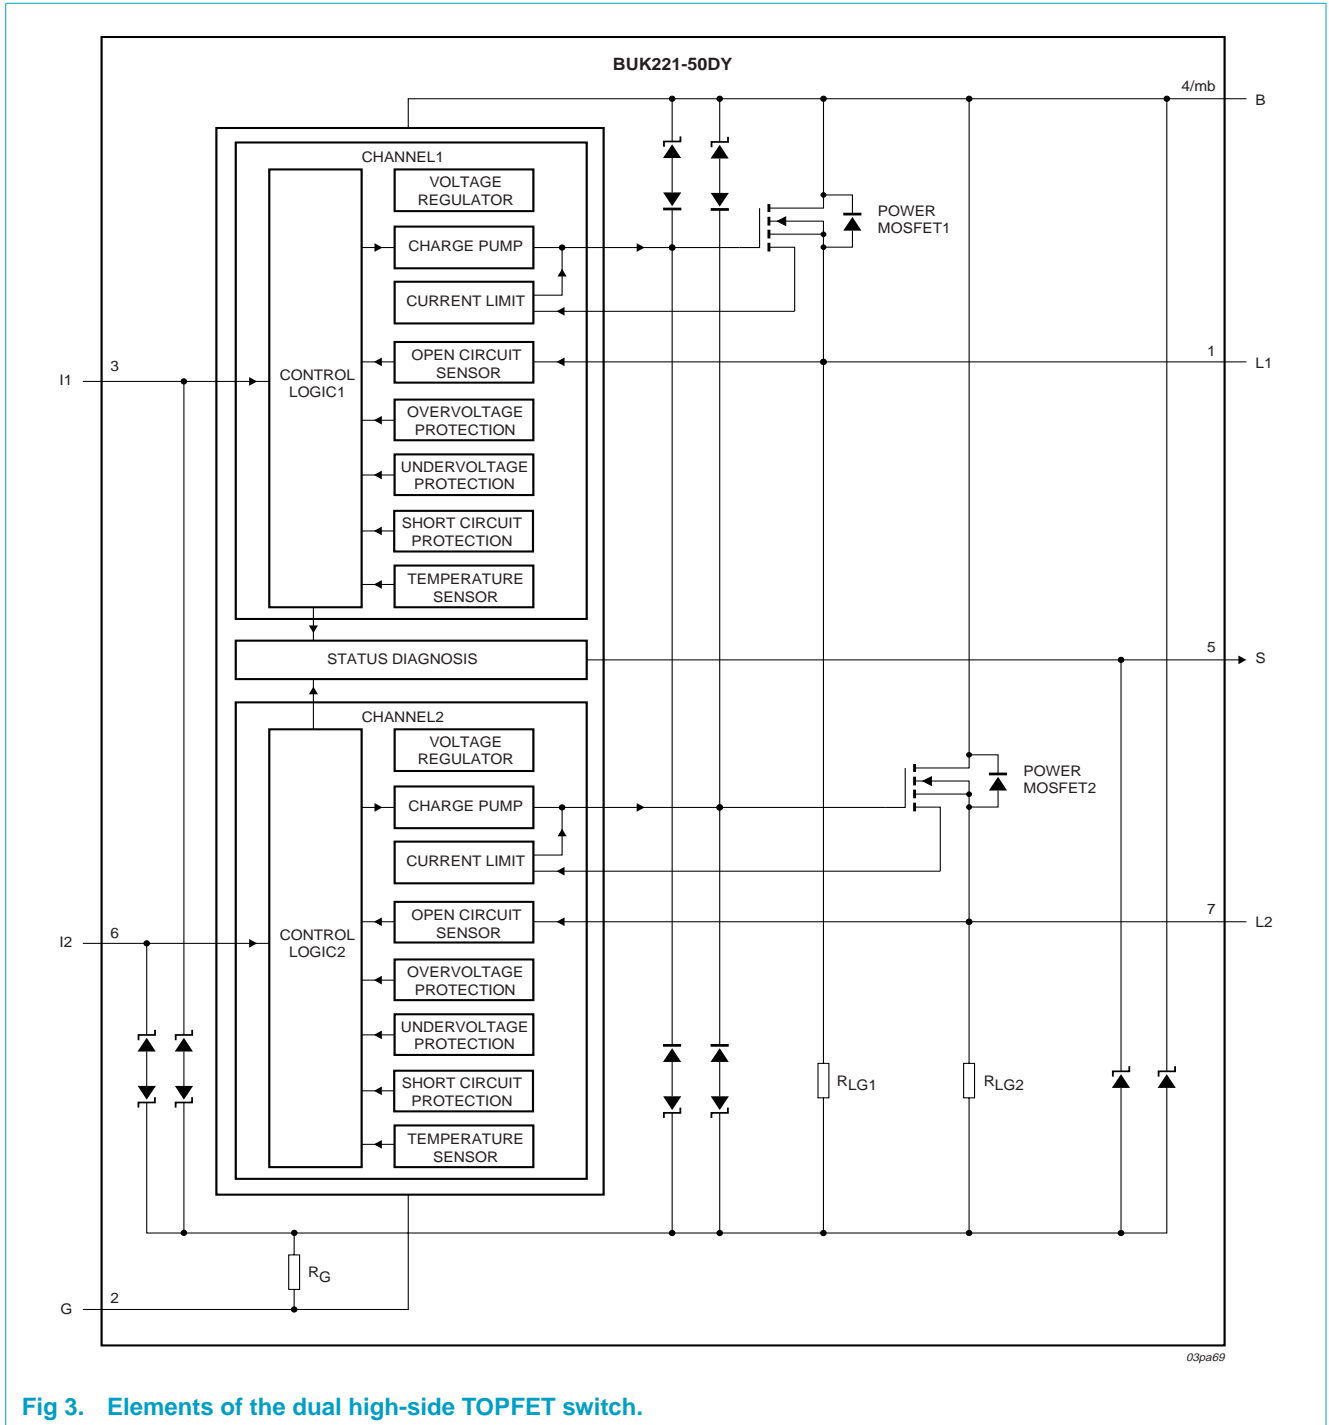 BUK221-50DY
4/mb
B
CHANNEL1
VOLTAGE
REGULATOR
CHARGE PUMP
CURRENT LIMIT
OPEN CIRCUIT
SENSOR
OVERVOLTAGE
PROTECTION
UNDERVOLTAGE
PROTECTION
SHORT CIRCUIT
PROTECTION
TEMPERATURE
SENSOR
CONTROL
LOGIC1
POWER
MOSFET1
I1
3
1
L1
STATUS DIAGNOSIS
5
S
CHANNEL2
VOLTAGE
REGULATOR
CHARGE PUMP
CURRENT LIMIT
OPEN CIRCUIT
SENSOR
OVERVOLTAGE
PROTECTION
UNDERVOLTAGE
PROTECTION
SHORT CIRCUIT
PROTECTION
TEMPERATURE
SENSOR
CONTROL
LOGIC2
POWER
MOSFET2
I2
6
7
L2
RLG1
RLG2
RG
G
2
03pa69
Fig 3. Elements of the dual high-side TOPFET switch.